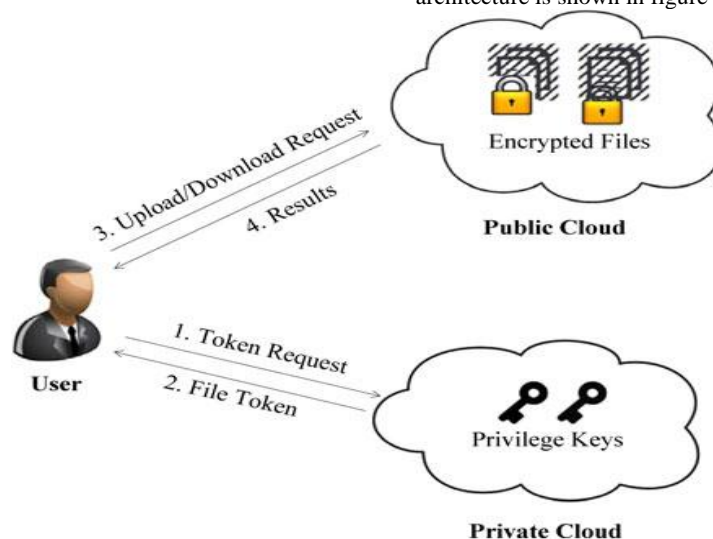 architecture is shown in figure
Encrypted Files
Public Cloud
3. Upload/Download Request
4. Results
User
1. Token Request
2. File Token
Privilege Keys
Private Cloud